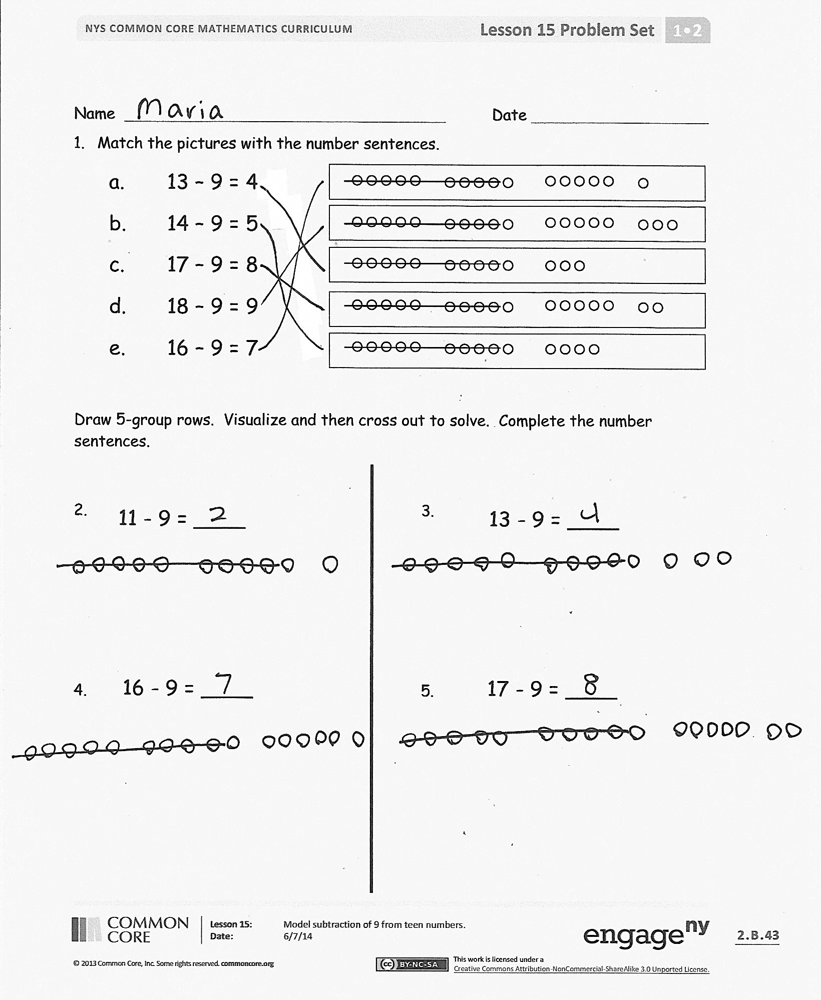 NYS COMMON CORE MATHEMATICS CURRICULUM Lesson 15 Problem Set 1•2
Name Maria Date
1. Match the pictures with the number sentences.
a. 13 - 9 = 4
b. 14 - 9 = 5
c. 17 - 9 = 8
d. 18 - 9 = 9
e. 16 - 9 = 7
Draw 5-group rows. Visualize and then cross out to solve. Complete the number
sentences.
2. 11 - 9 = 2
3. 13 - 9 = 4
4. 16 - 9 = 7
5. 17 - 9 = 8
COMMON
CORE
Lesson 15: Model subtraction of 9 from teen numbers.
Date: 6/7/14
engage ny
2.B.43
© 2013 Common Core, Inc. Some rights reserved. commoncore.org
cc BY-NC-SA
This work is licensed under a
Creative Commons Attribution-NonCommercial-ShareAlike 3.0 Unported License.